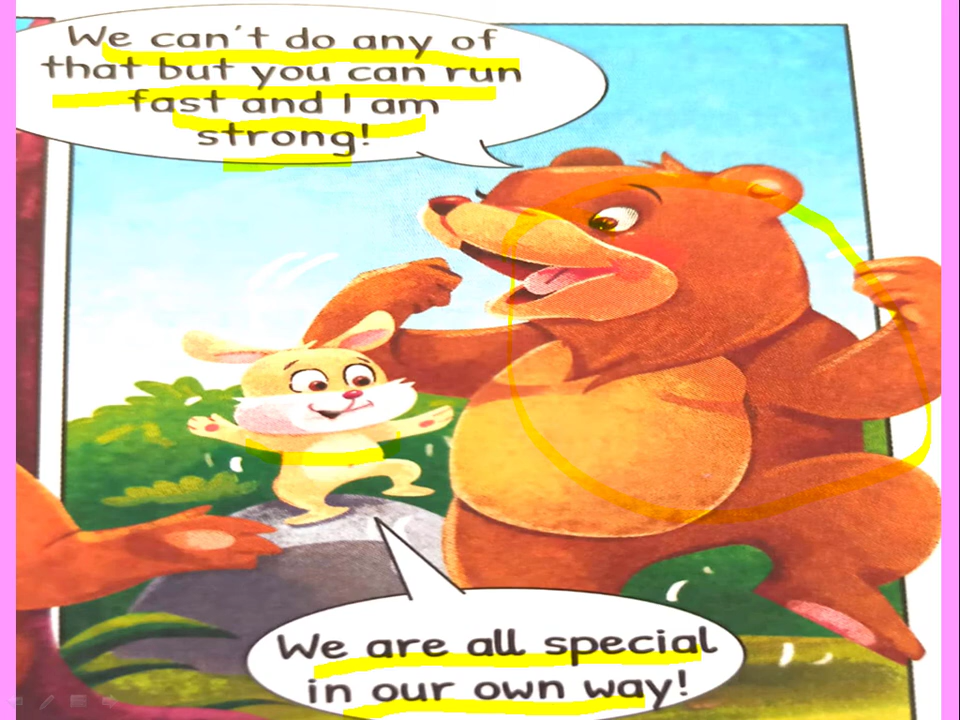 We can't do any of
that but you can run
fast and I am
strong!
We are all special
in our own way!